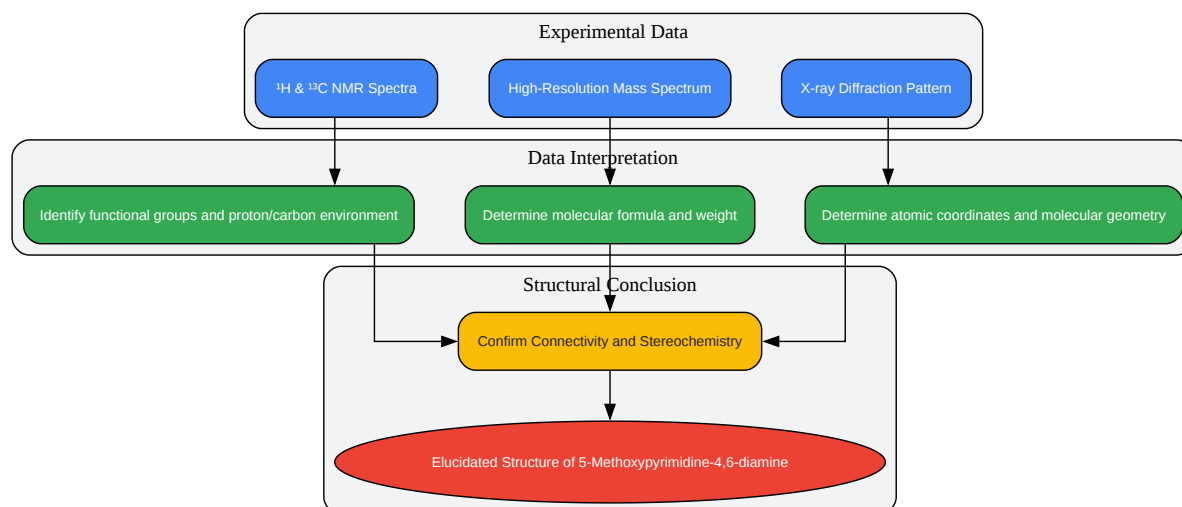 Experimental Data
¹H & ¹³C NMR Spectra
High-Resolution Mass Spectrum
X-ray Diffraction Pattern
Data Interpretation
Identify functional groups and proton/carbon environment
Determine molecular formula and weight
Determine atomic coordinates and molecular geometry
Structural Conclusion
Confirm Connectivity and Stereochemistry
Elucidated Structure of 5-Methoxypyrimidine-4,6-diamine